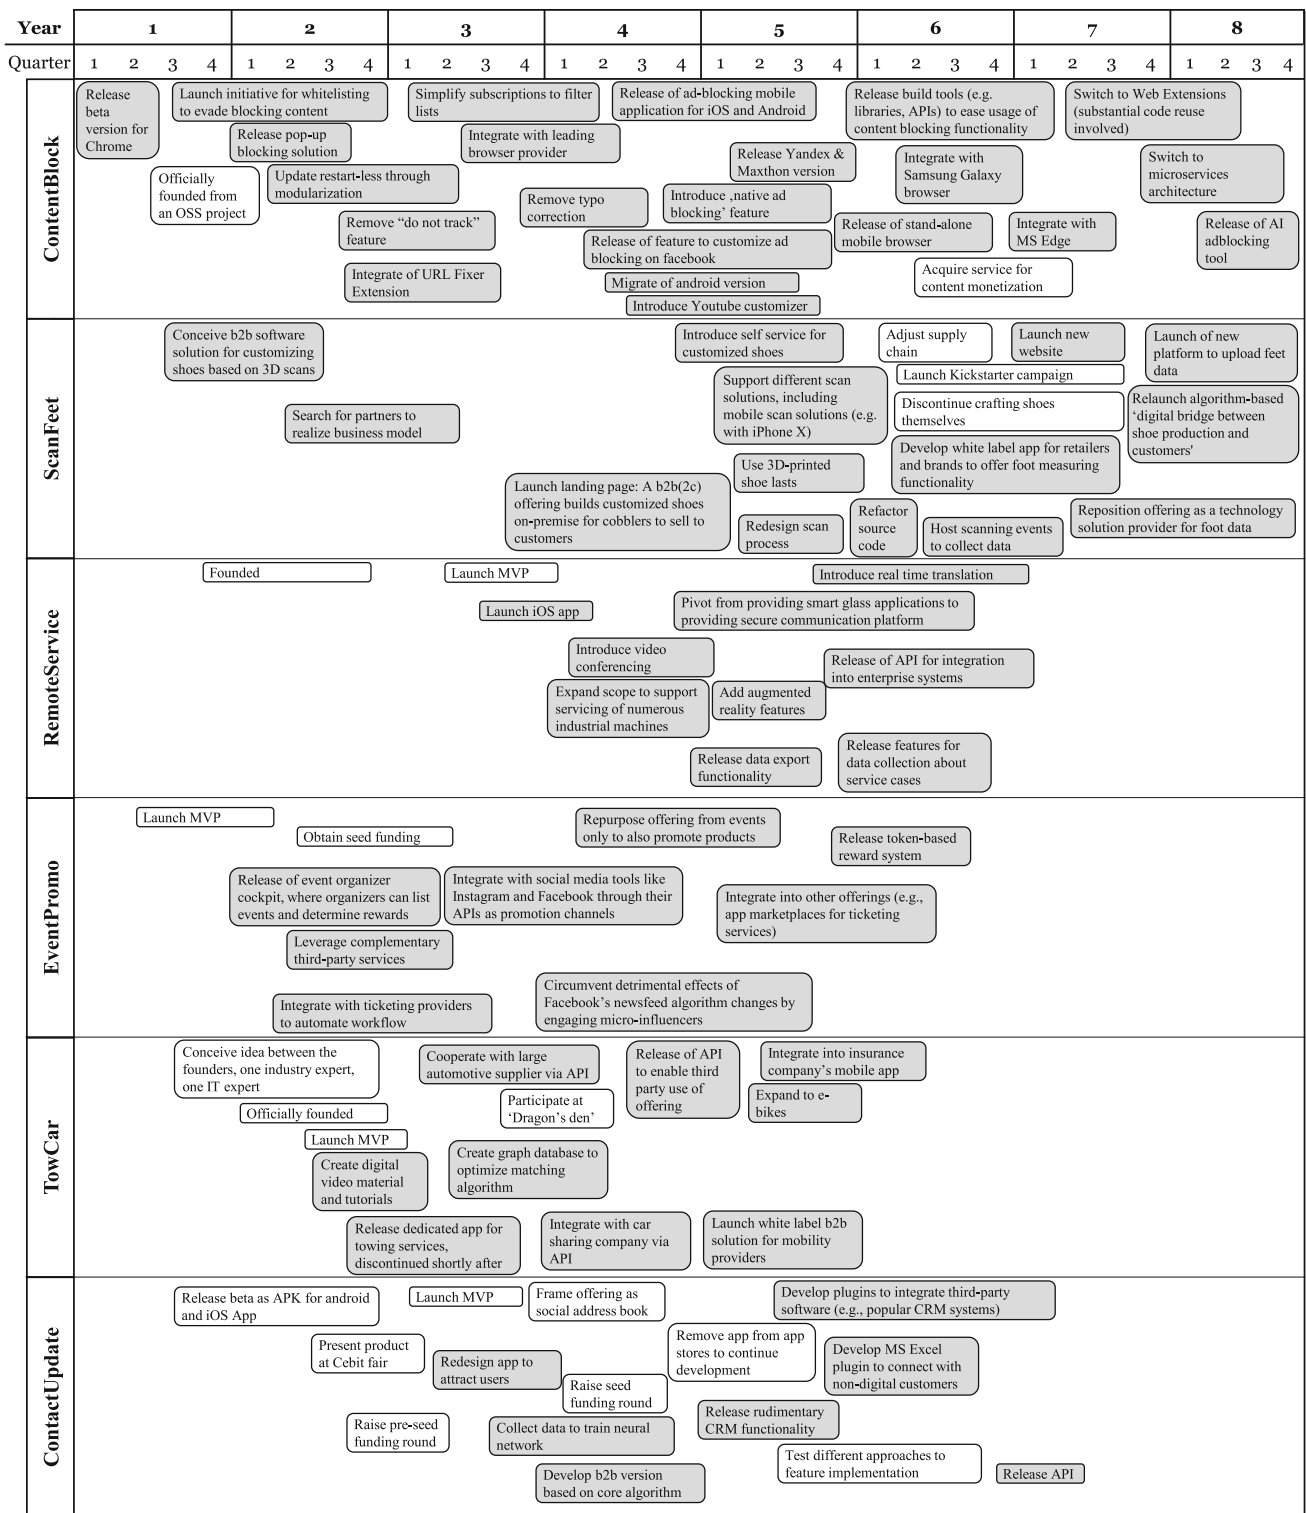 Year 1 2 3 4 5 6 7 8
Quarter 1 2 3 4 1 2 3 4 1 2 3 4 1 2 3 4 1 2 3 4 1 2 3 4 1 2 3 4 1 2 3 4
ContentBlock
Release
beta
version for
Chrome
Launch initiative for whitelisting
to evade blocking content
Release pop-up
blocking solution
Officially
founded from
an OSS project
Update restart-less through
modularization
Remove “do not track”
feature
Integrate of URL Fixer
Extension
Simplify subscriptions to filter
lists
Integrate with leading
browser provider
Remove typo
correction
Release of ad-blocking mobile
application for iOS and Android
Release Yandex &
Maxthon version
Introduce ‚native ad
blocking’ feature
Release of feature to customize ad
blocking on facebook
Migrate of android version
Introduce Youtube customizer
Release build tools (e.g.
libraries, APIs) to ease usage of
content blocking functionality
Integrate with
Samsung Galaxy
browser
Release of stand-alone
mobile browser
Acquire service for
content monetization
Switch to Web Extensions
(substantial code reuse
involved)
Integrate with
MS Edge
Switch to
microservices
architecture
Release of AI
adblocking
tool
ScanFeet
Conceive b2b software
solution for customizing
shoes based on 3D scans
Search for partners to
realize business model
Launch landing page: A b2b(2c)
offering builds customized shoes
on-premise for cobblers to sell to
customers
Introduce self service for
customized shoes
Support different scan
solutions, including
mobile scan solutions (e.g.
with iPhone X)
Use 3D-printed
shoe lasts
Redesign scan
process
Adjust supply
chain
Launch Kickstarter campaign
Discontinue crafting shoes
themselves
Develop white label app for retailers
and brands to offer foot measuring
functionality
Refactor
source
code
Host scanning events
to collect data
Launch new
website
Launch of new
platform to upload feet
data
Relaunch algorithm-based
‘digital bridge between
shoe production and
customers'
Reposition offering as a technology
solution provider for foot data
RemoteService
Founded
Launch MVP
Launch iOS app
Introduce real time translation
Pivot from providing smart glass applications to
providing secure communication platform
Introduce video
conferencing
Release of API for integration
into enterprise systems
Expand scope to support
servicing of numerous
industrial machines
Add augmented
reality features
Release data export
functionality
Release features for
data collection about
service cases
EventPromo
Launch MVP
Obtain seed funding
Repurpose offering from events
only to also promote products
Release token-based
reward system
Release of event organizer
cockpit, where organizers can list
events and determine rewards
Integrate with social media tools like
Instagram and Facebook through their
APIs as promotion channels
Integrate into other offerings (e.g.,
app marketplaces for ticketing
services)
Leverage complementary
third-party services
Integrate with ticketing providers
to automate workflow
Circumvent detrimental effects of
Facebook’s newsfeed algorithm changes by
engaging micro-influencers
TowCar
Conceive idea between the
founders, one industry expert,
one IT expert
Officially founded
Launch MVP
Create digital
video material
and tutorials
Release dedicated app for
towing services,
discontinued shortly after
Cooperate with large
automotive supplier via API
Participate at
‘Dragon’s den’
Create graph database to
optimize matching
algorithm
Integrate with car
sharing company via
API
Release of API
to enable third
party use of
offering
Integrate into insurance
company’s mobile app
Expand to e-
bikes
Launch white label b2b
solution for mobility
providers
ContactUpdate
Release beta as APK for android
and iOS App
Present product
at Cebit fair
Raise pre-seed
funding round
Launch MVP
Redesign app to
attract users
Collect data to train neural
network
Frame offering as
social address book
Raise seed
funding round
Develop b2b version
based on core algorithm
Remove app from app
stores to continue
development
Release rudimentary
CRM functionality
Develop plugins to integrate third-party
software (e.g., popular CRM systems)
Develop MS Excel
plugin to connect with
non-digital customers
Test different approaches to
feature implementation
Release API